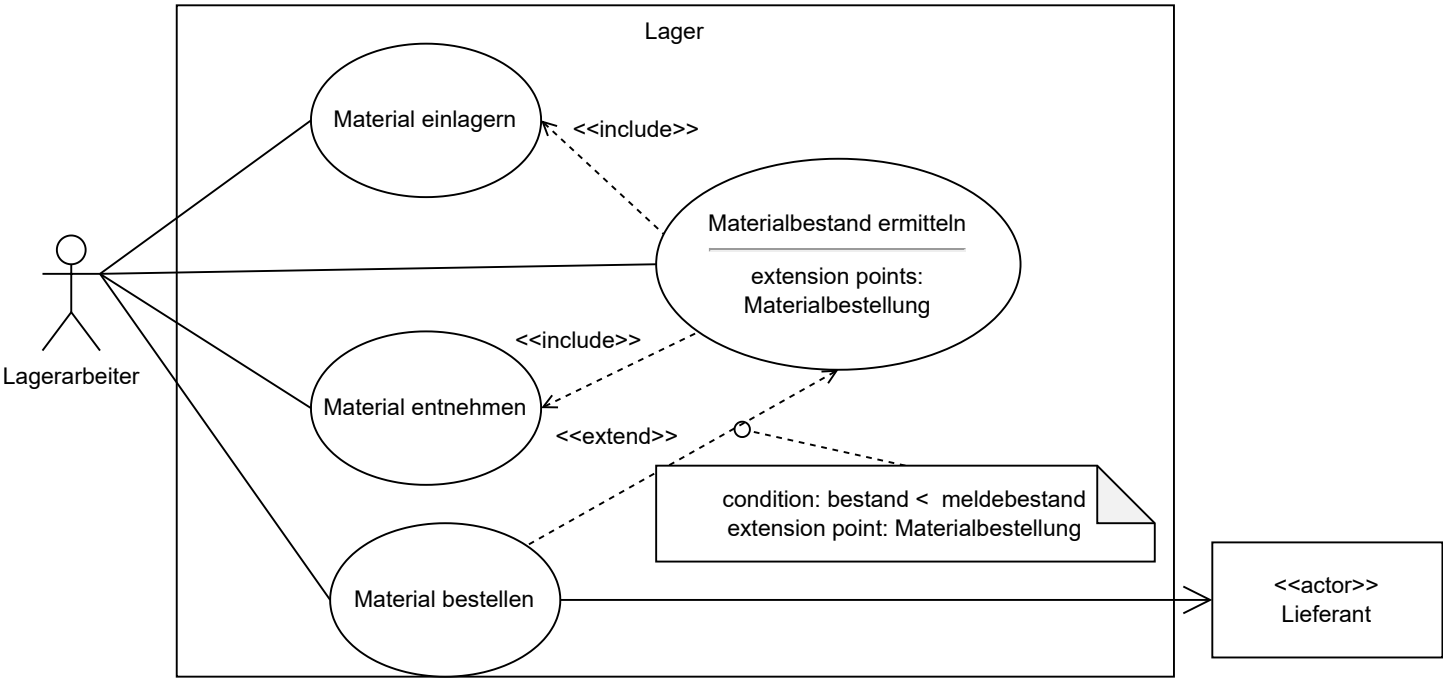 Lager
Material einlagern
<<include>>
Materialbestand ermitteln
extension points:
Materialbestellung
Lagerarbeiter
<<include>>
Material entnehmen
<<extend>>
condition: bestand <  meldebestand
extension point: Materialbestellung
Material bestellen
<<actor>>
Lieferant